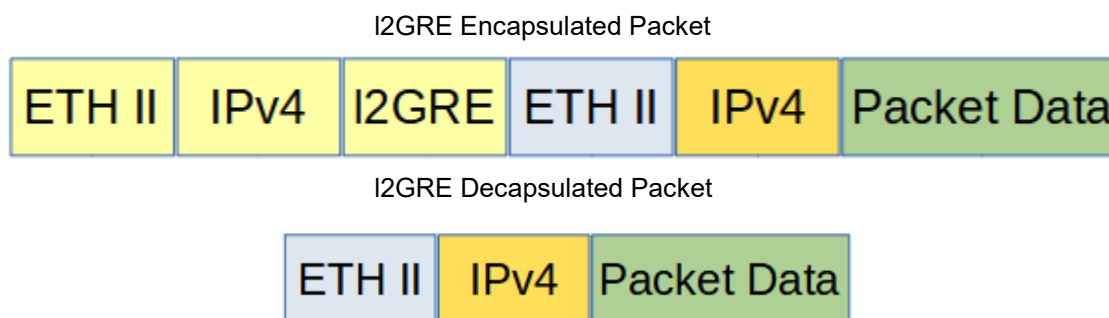 l2GRE Encapsulated Packet
ETH II IPv4 l2GRE ETH II IPv4 Packet Data
l2GRE Decapsulated Packet
ETH II IPv4 Packet Data